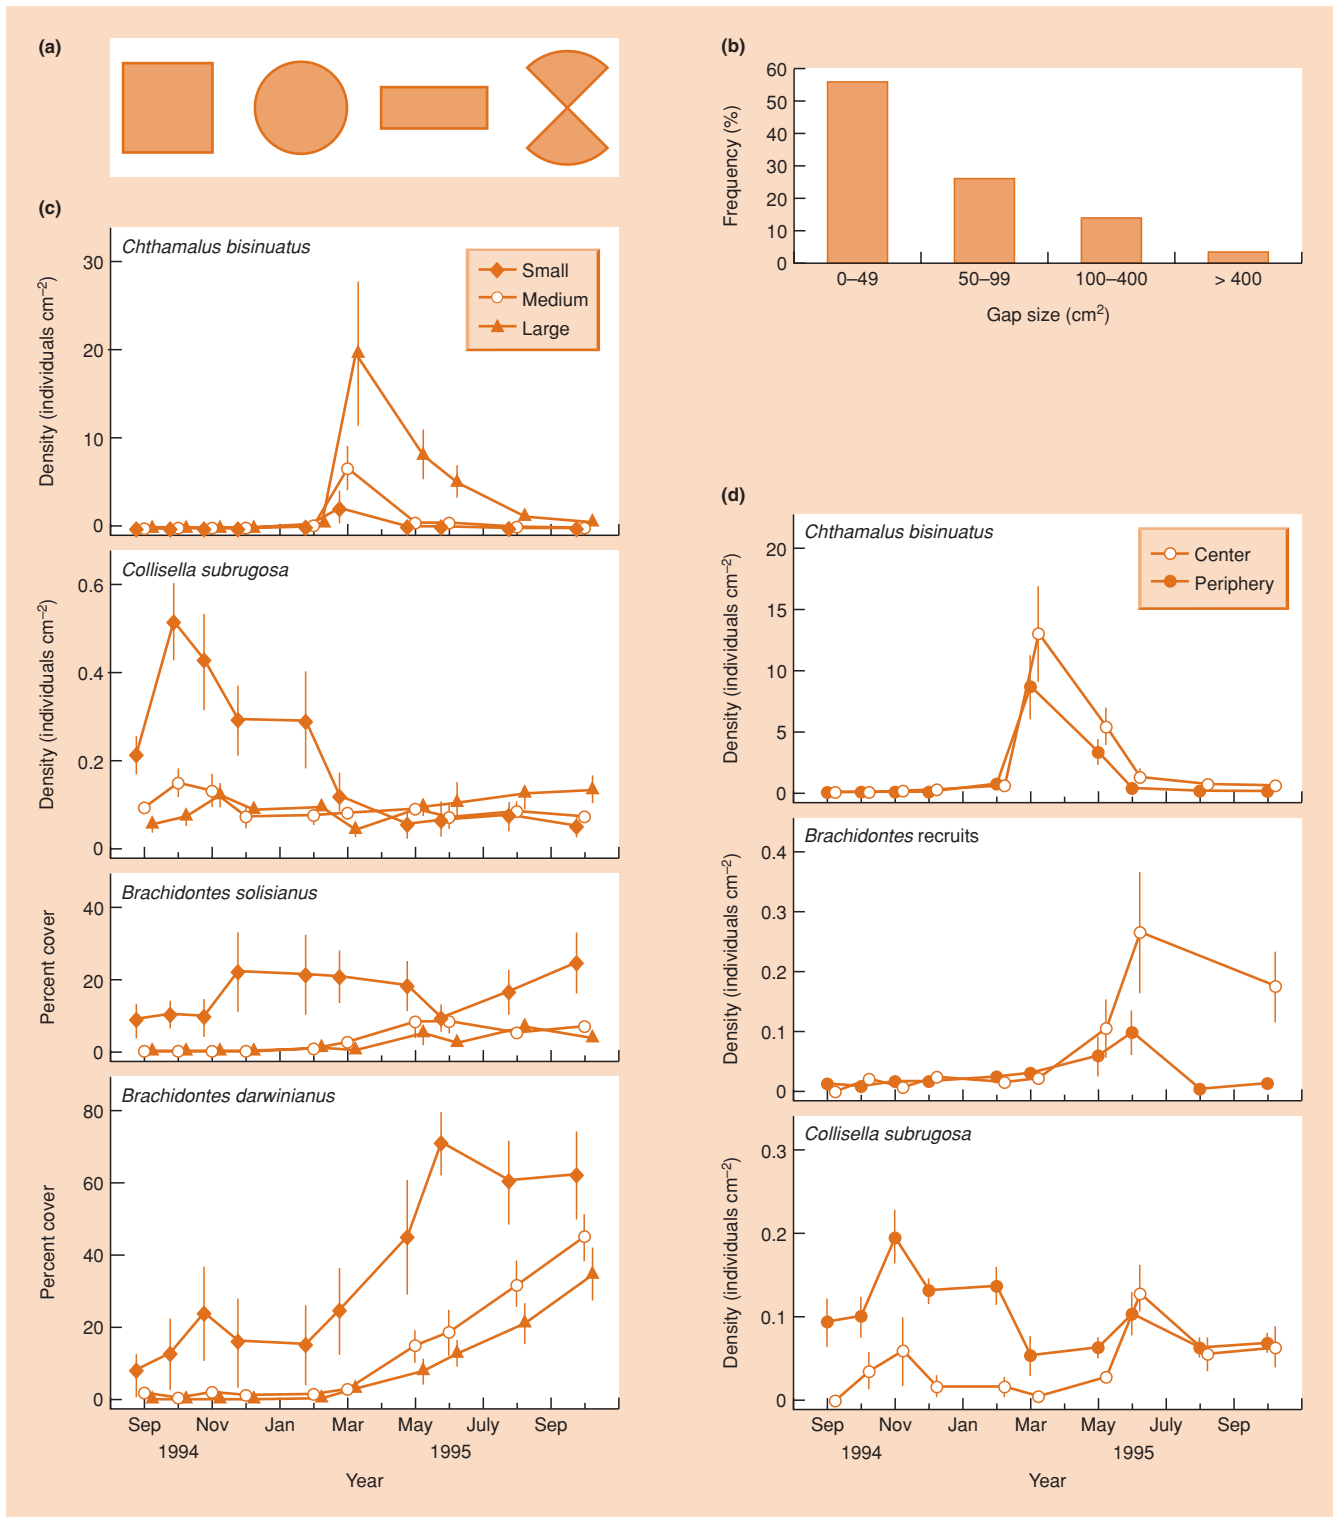 (a)
(b)
60
50
40
30
20
10
0
Frequency (%)
0–49 50–99 100–400 > 400
Gap size (cm²)
(c)
Chthamalus bisinuatus
Small
Medium
Large
30
20
10
0
Density (individuals cm⁻²)
Collisella subrugosa
0.6
0.4
0.2
0
Density (individuals cm⁻²)
Brachidontes solisianus
40
20
0
Percent cover
Brachidontes darwinianus
80
60
40
20
0
Percent cover
Sep Nov Jan Mar May July Sep
1994 1995
Year
(d)
Chthamalus bisinuatus
Center
Periphery
20
15
10
5
0
Density (individuals cm⁻²)
Brachidontes recruits
0.4
0.3
0.2
0.1
0
Density (individuals cm⁻²)
Collisella subrugosa
0.3
0.2
0.1
0
Density (individuals cm⁻²)
Sep Nov Jan Mar May July Sep
1994 1995
Year